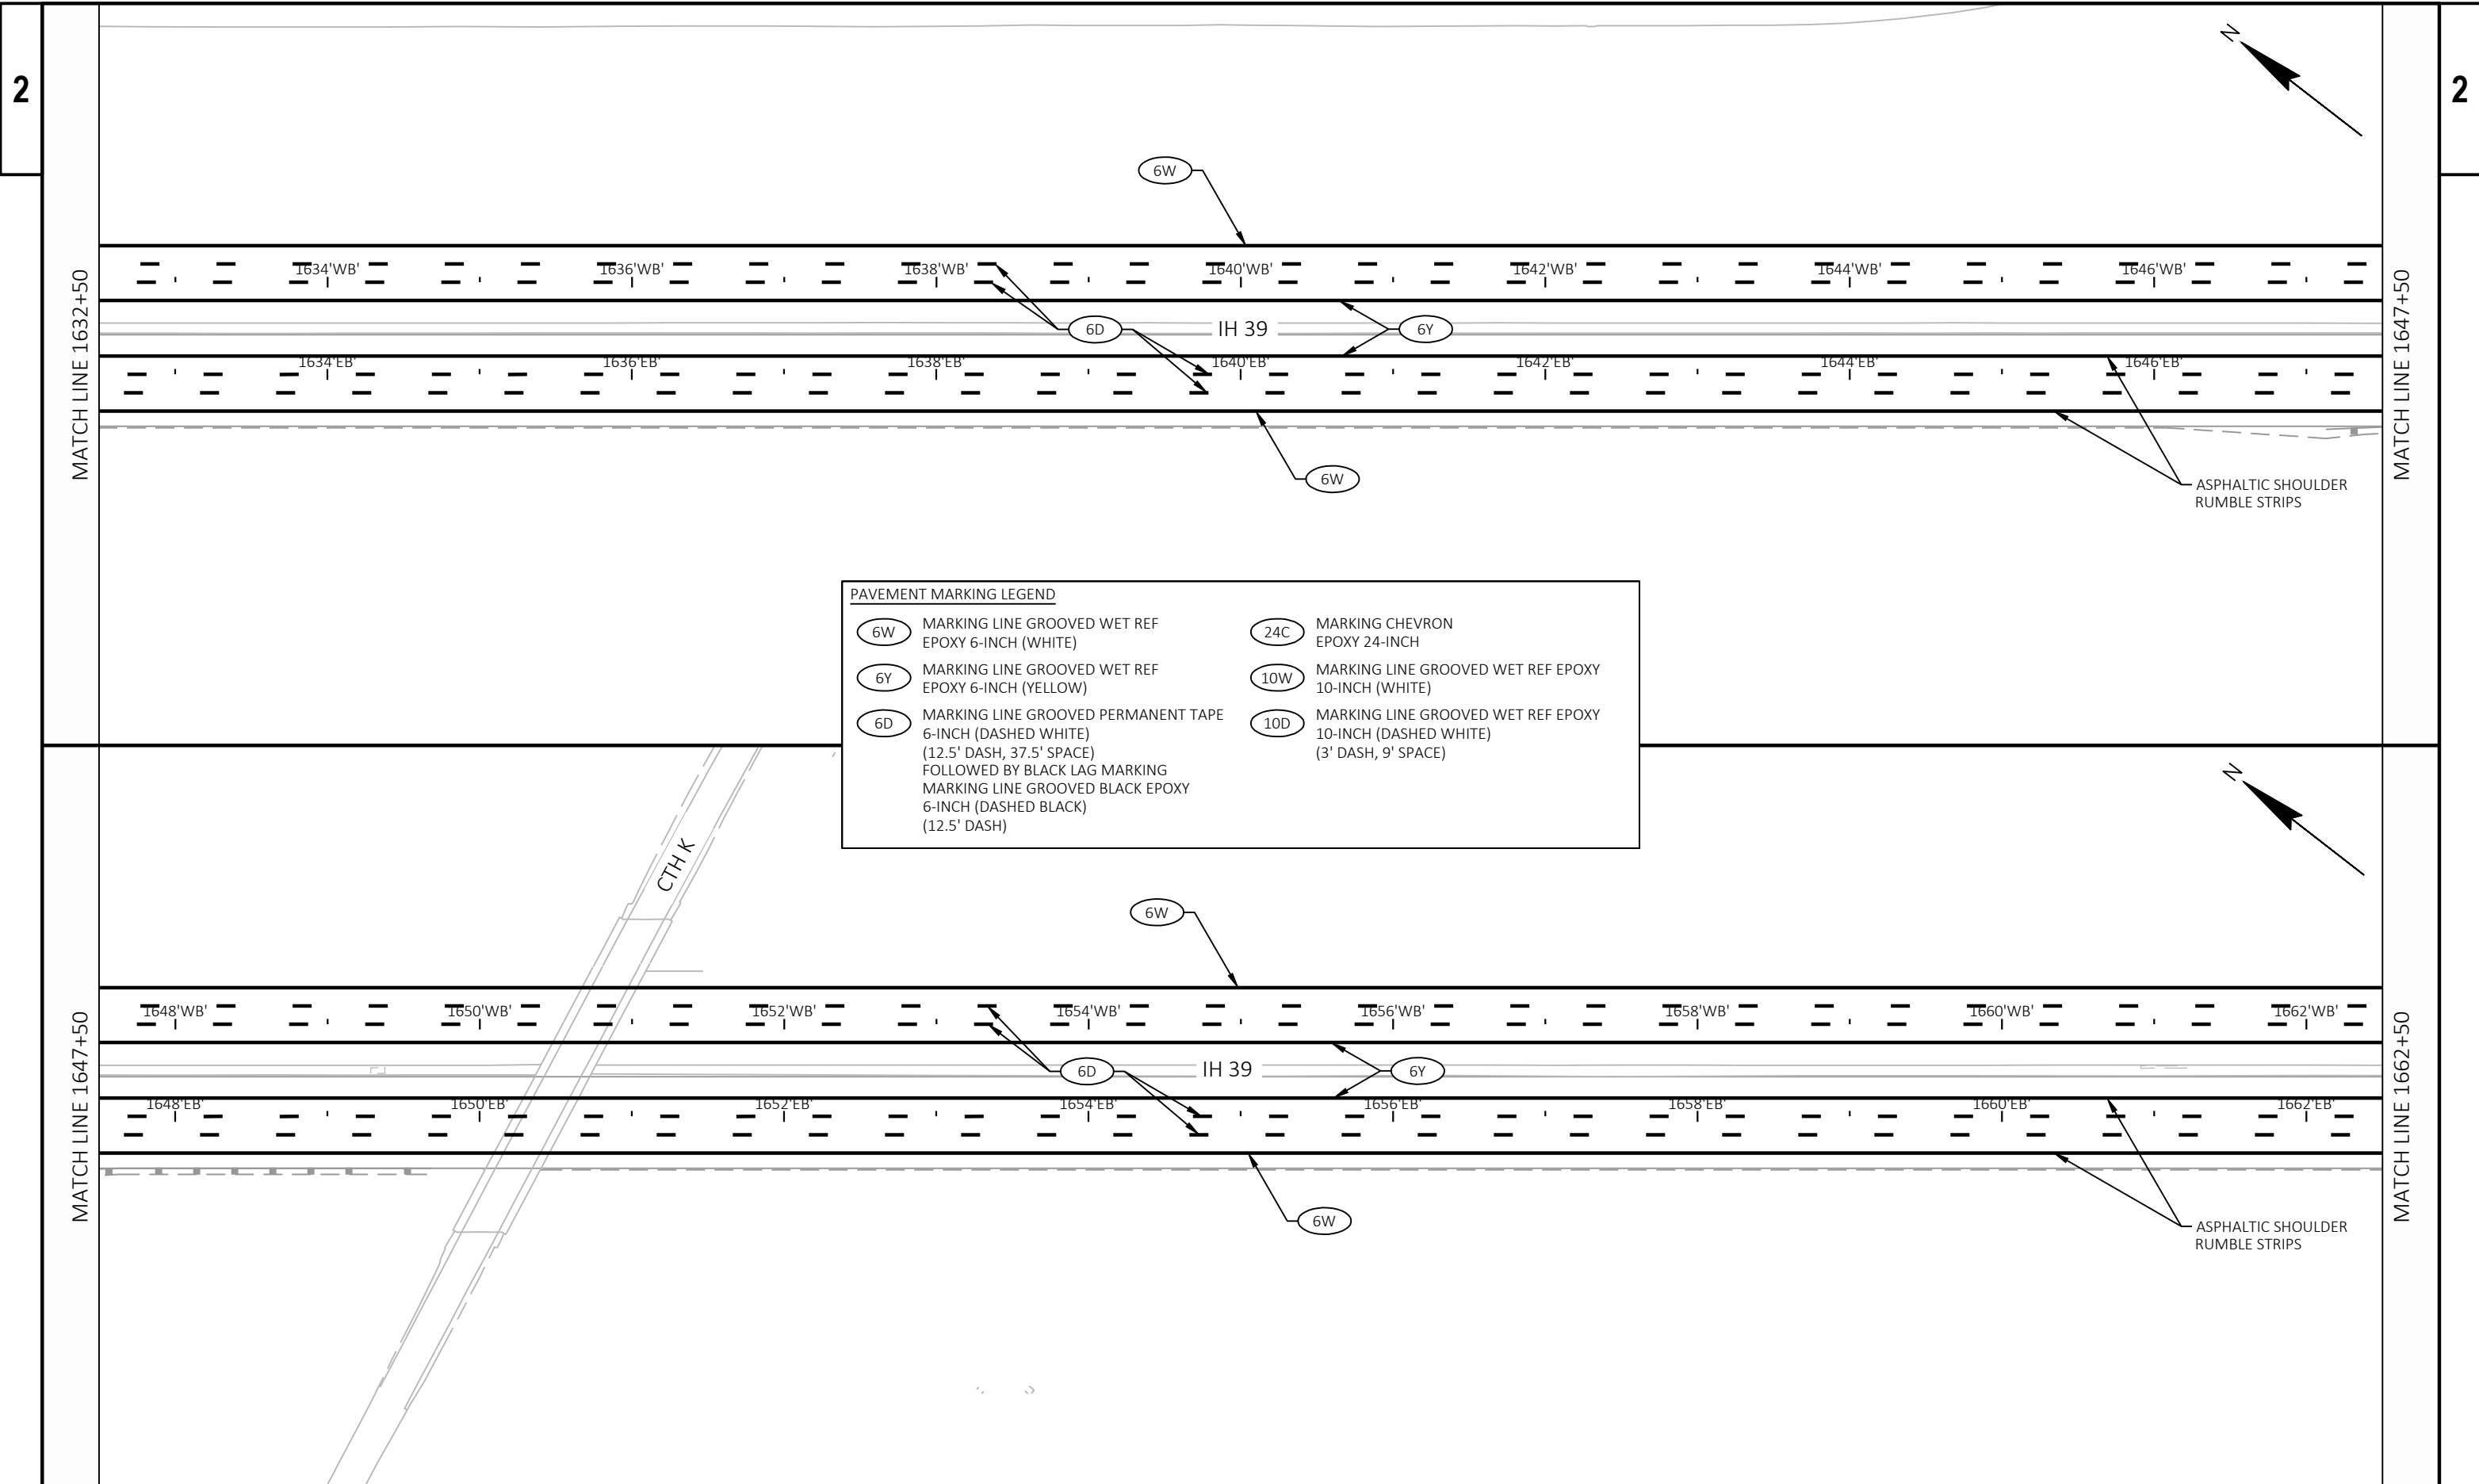 2
2
N
6W
MATCH LINE 1632+50
MATCH LINE 1647+50
1634'WB' 1636'WB' 1638'WB' 1640'WB' 1642'WB' 1644'WB' 1646'WB'
6D IH 39 6Y
1634'EB' 1636'EB' 1638'EB' 1640'EB' 1642'EB' 1644'EB' 1646'EB'
6W
ASPHALTIC SHOULDER
RUMBLE STRIPS
PAVEMENT MARKING LEGEND
6W MARKING LINE GROOVED WET REF
EPOXY 6-INCH (WHITE)
6Y MARKING LINE GROOVED WET REF
EPOXY 6-INCH (YELLOW)
6D MARKING LINE GROOVED PERMANENT TAPE
6-INCH (DASHED WHITE)
(12.5' DASH, 37.5' SPACE)
FOLLOWED BY BLACK LAG MARKING
MARKING LINE GROOVED BLACK EPOXY
6-INCH (DASHED BLACK)
(12.5' DASH)
24C MARKING CHEVRON
EPOXY 24-INCH
10W MARKING LINE GROOVED WET REF EPOXY
10-INCH (WHITE)
10D MARKING LINE GROOVED WET REF EPOXY
10-INCH (DASHED WHITE)
(3' DASH, 9' SPACE)
N
CTH K
6W
MATCH LINE 1647+50
MATCH LINE 1662+50
1648'WB' 1650'WB' 1652'WB' 1654'WB' 1656'WB' 1658'WB' 1660'WB' 1662'WB'
6D IH 39 6Y
1648'EB' 1650'EB' 1652'EB' 1654'EB' 1656'EB' 1658'EB' 1660'EB' 1662'EB'
6W
ASPHALTIC SHOULDER
RUMBLE STRIPS